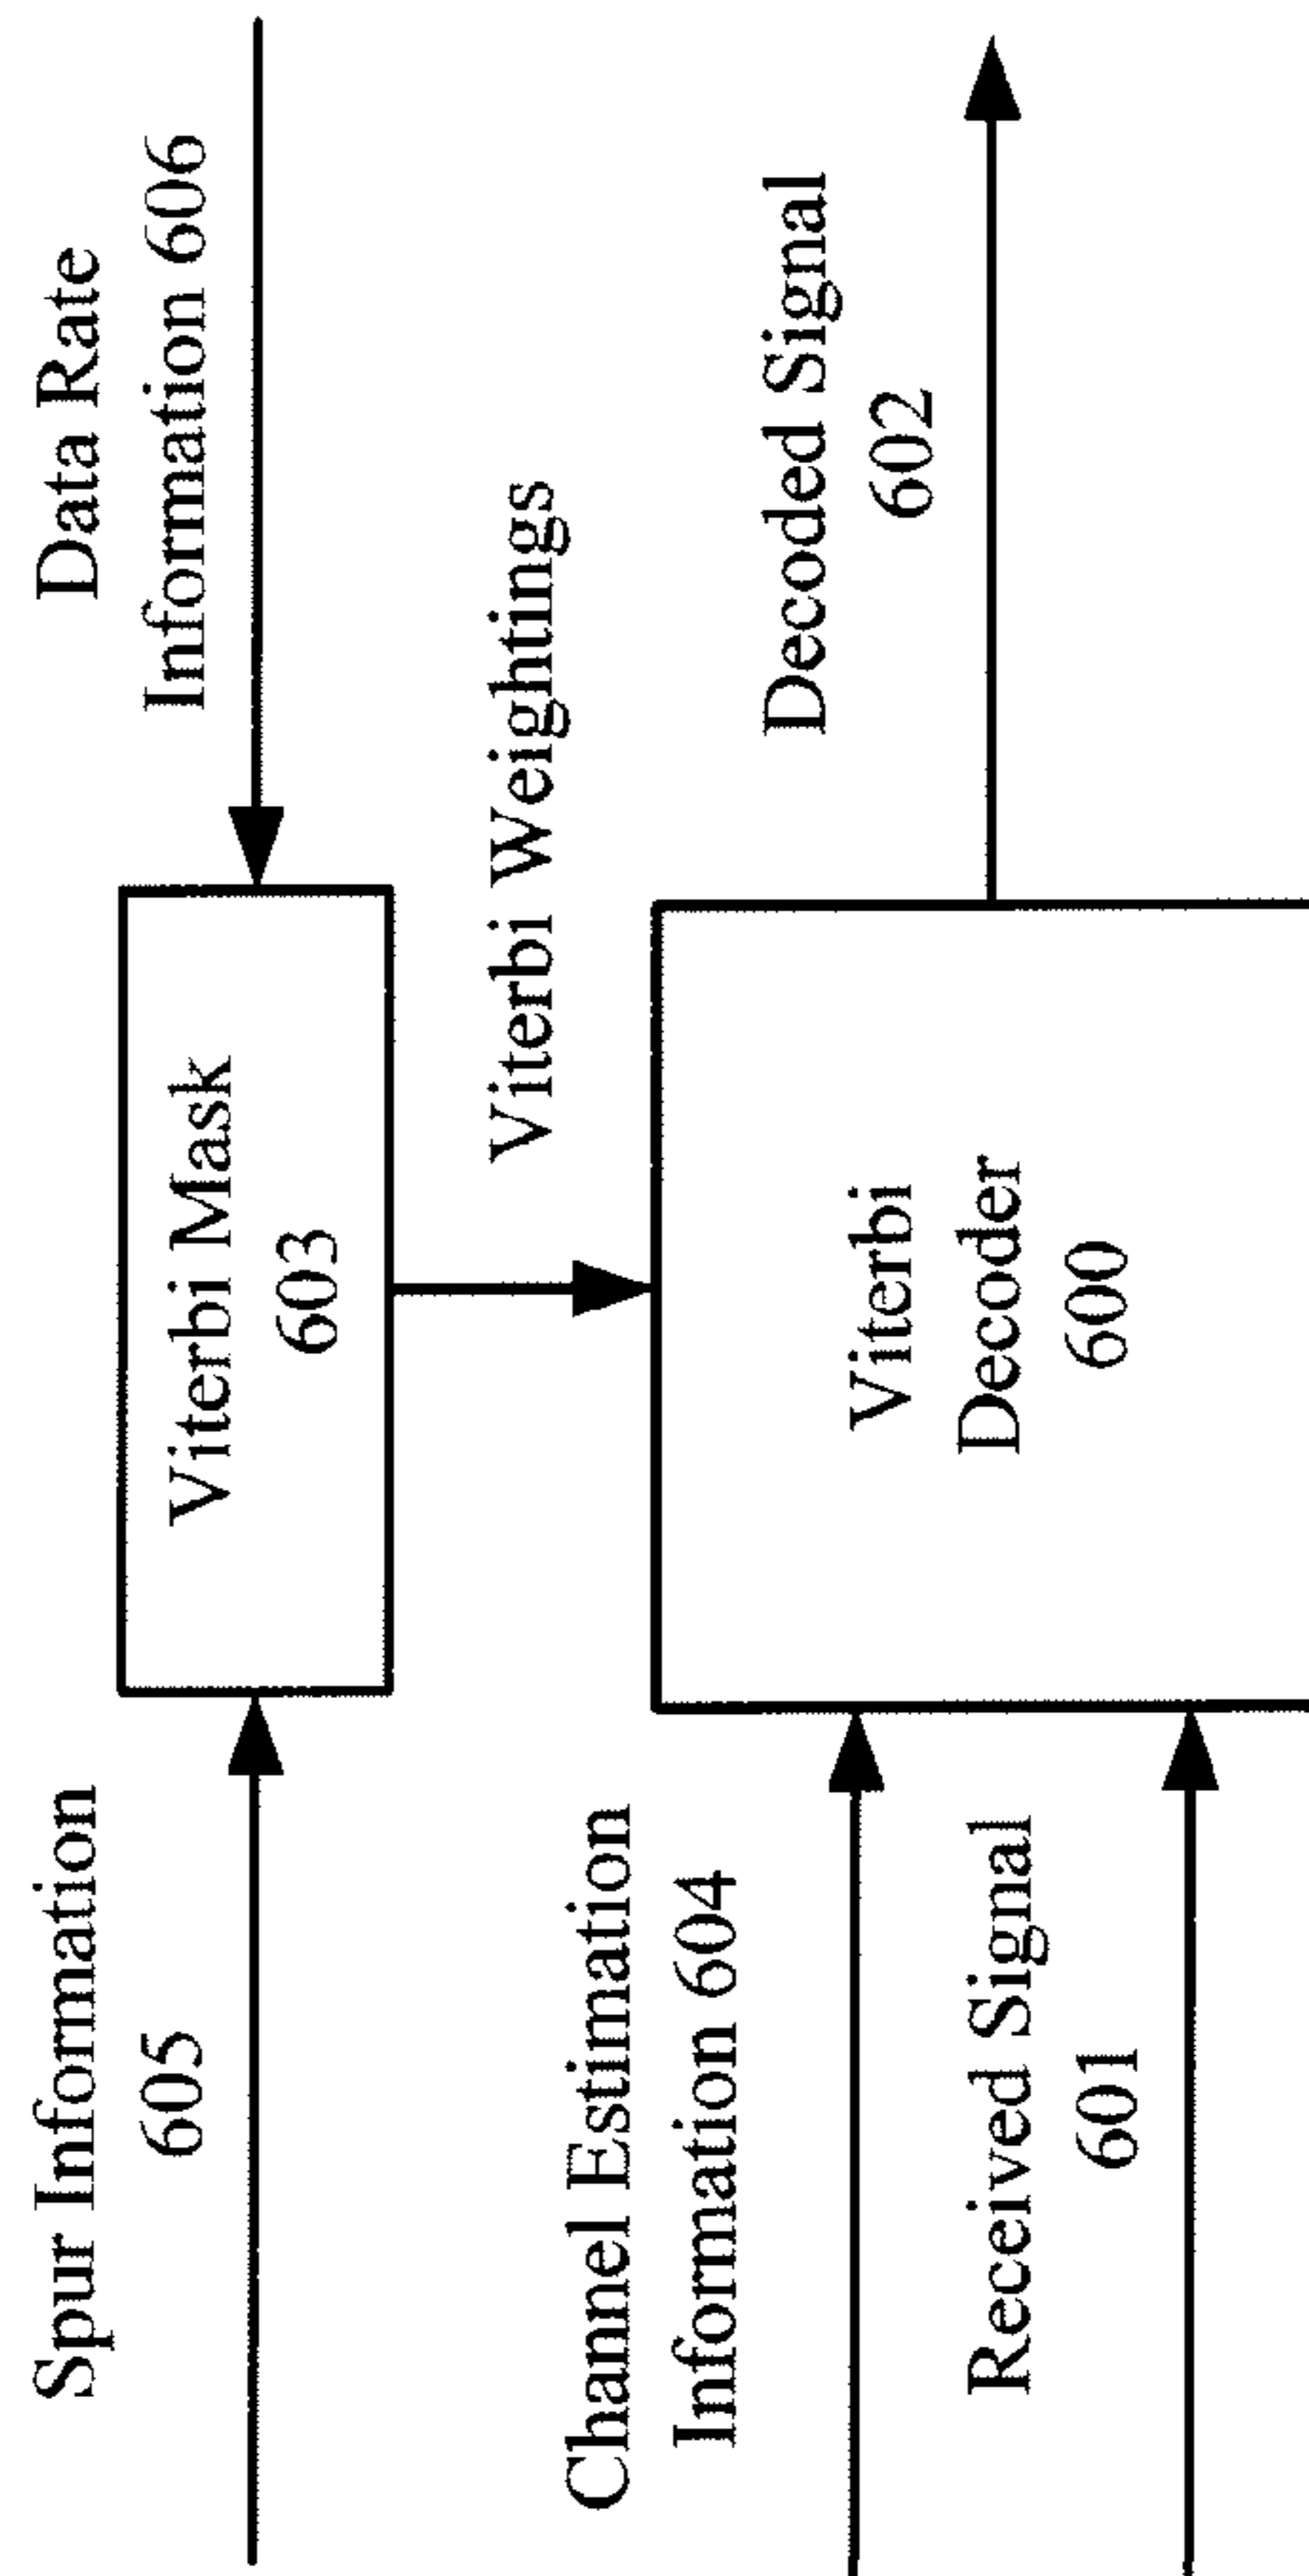 Spur Information
605
Viterbi Mask
603
Data Rate
Information 606
Viterbi Weightings
Channel Estimation
Information 604
Received Signal
601
Viterbi
Decoder
600
Decoded Signal
602